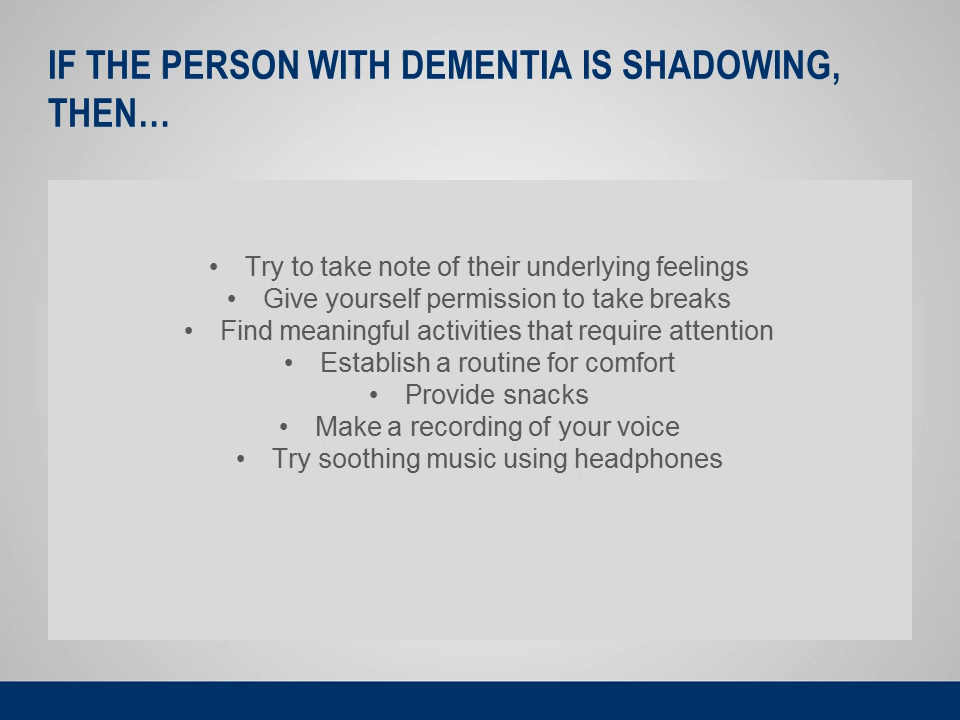 IF THE PERSON WITH DEMENTIA IS SHADOWING,
THEN…
• Try to take note of their underlying feelings
• Give yourself permission to take breaks
• Find meaningful activities that require attention
• Establish a routine for comfort
• Provide snacks
• Make a recording of your voice
• Try soothing music using headphones